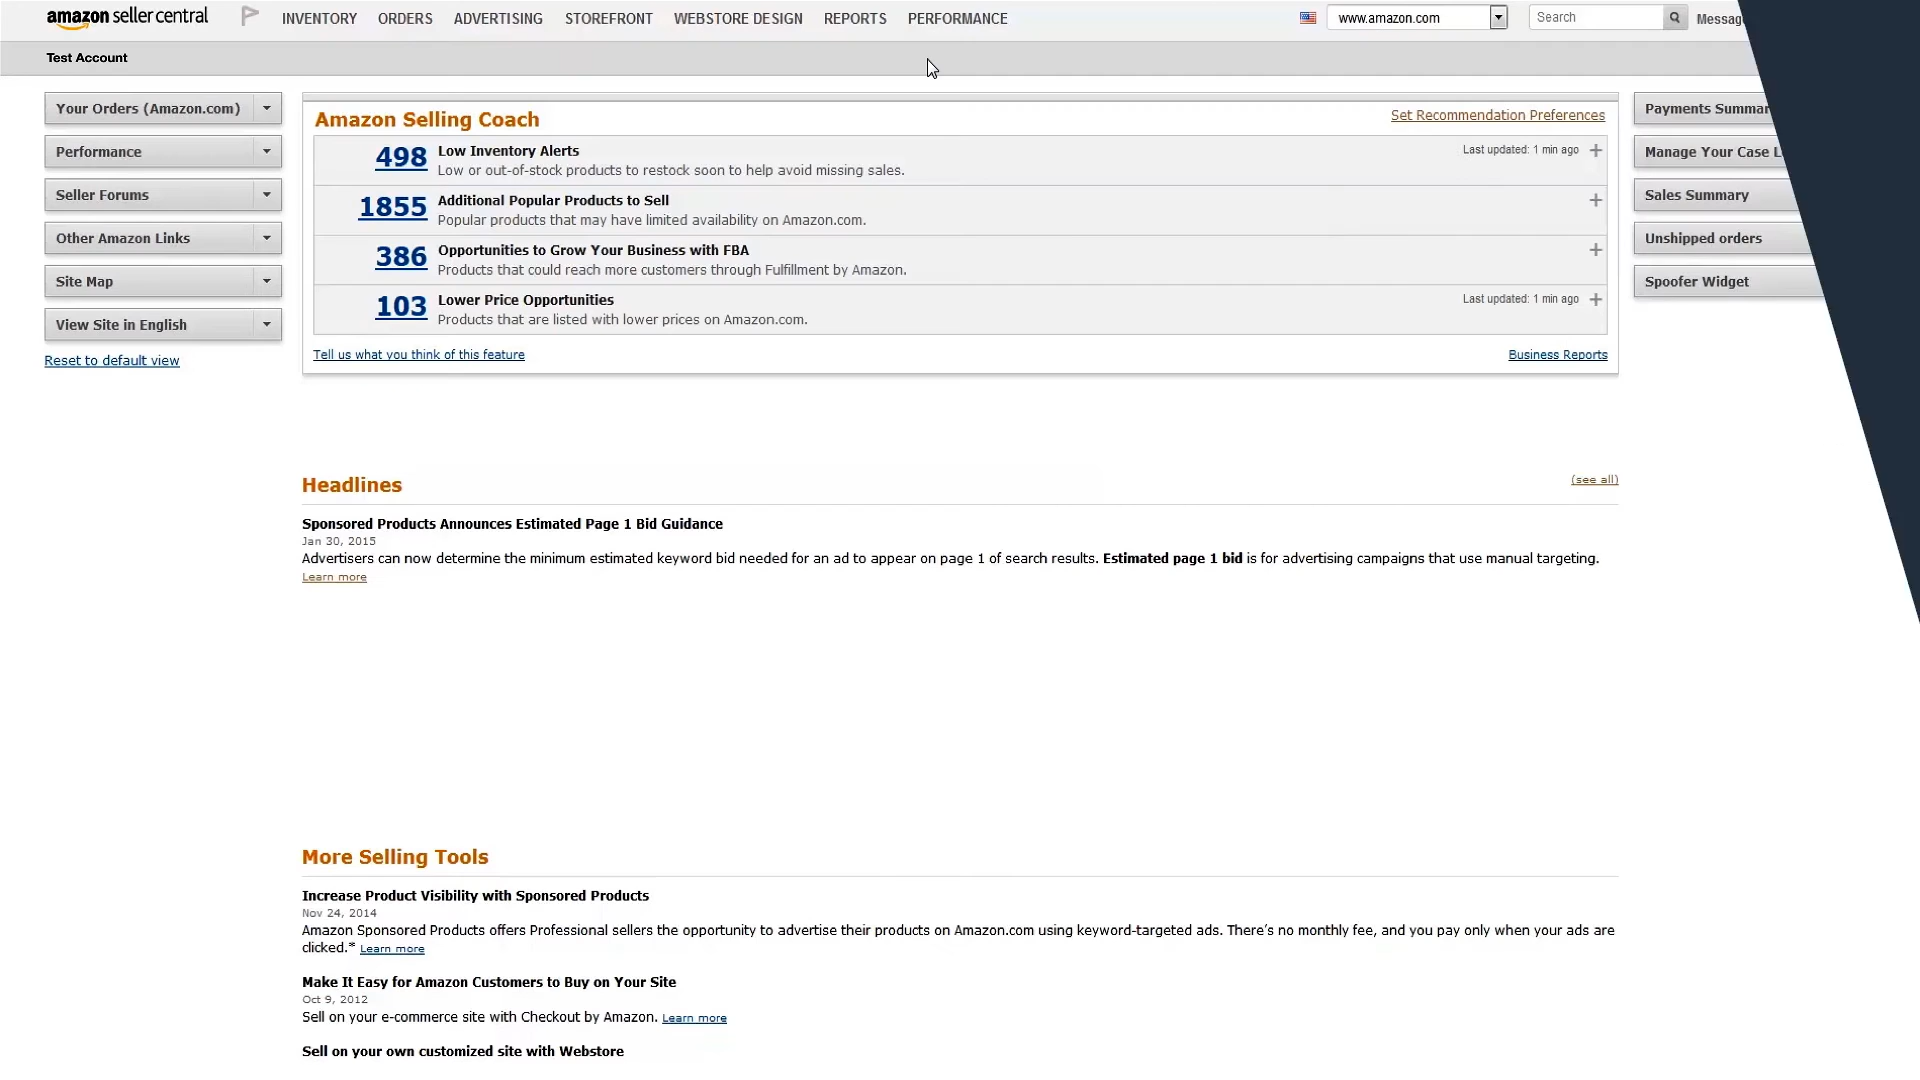 amazon seller central
INVENTORY ORDERS ADVERTISING STOREFRONT WEBSTORE DESIGN REPORTS PERFORMANCE
www.amazon.com
Search
Test Account
Your Orders (Amazon.com)
Performance
Seller Forums
Other Amazon Links
Site Map
View Site in English
Reset to default view
Amazon Selling Coach
Set Recommendation Preferences
498 Low Inventory Alerts
Last updated: 1 min ago
Low or out-of-stock products to restock soon to help avoid missing sales.
1855 Additional Popular Products to Sell
Popular products that may have limited availability on Amazon.com.
386 Opportunities to Grow Your Business with FBA
Products that could reach more customers through Fulfillment by Amazon.
103 Lower Price Opportunities
Last updated: 1 min ago
Products that are listed with lower prices on Amazon.com.
Tell us what you think of this feature
Business Reports
Payments Summar
Manage Your Case L
Sales Summary
Unshipped orders
Spoofer Widget
Headlines
(see all)
Sponsored Products Announces Estimated Page 1 Bid Guidance
Jan 30, 2015
Advertisers can now determine the minimum estimated keyword bid needed for an ad to appear on page 1 of search results. Estimated page 1 bid is for advertising campaigns that use manual targeting.
Learn more
More Selling Tools
Increase Product Visibility with Sponsored Products
Nov 24, 2014
Amazon Sponsored Products offers Professional sellers the opportunity to advertise their products on Amazon.com using keyword-targeted ads. There's no monthly fee, and you pay only when your ads are
clicked.* Learn more
Make It Easy for Amazon Customers to Buy on Your Site
Oct 9, 2012
Sell on your e-commerce site with Checkout by Amazon. Learn more
Sell on your own customized site with Webstore